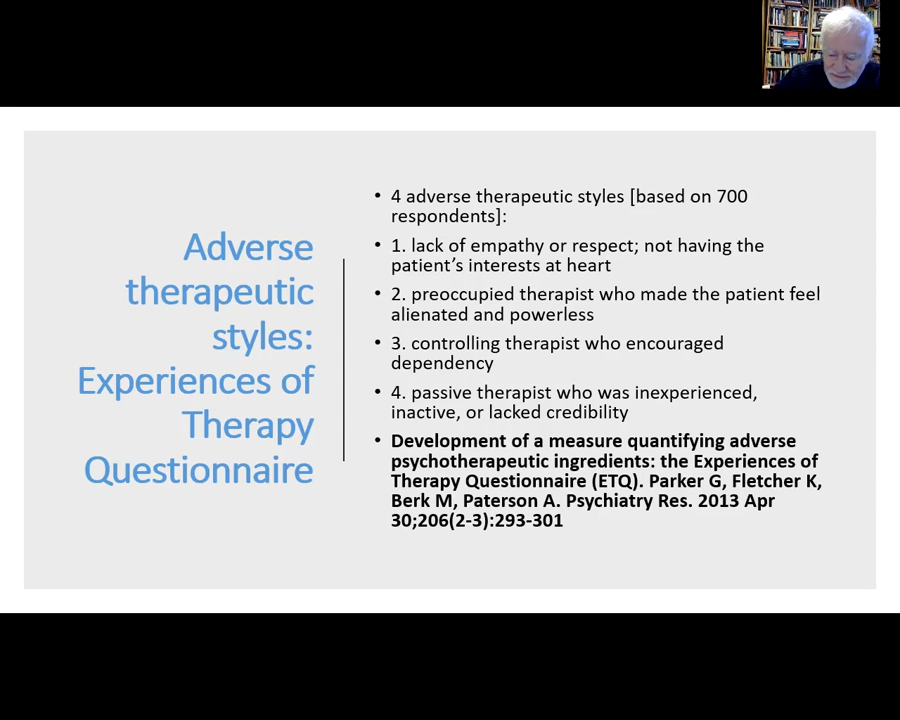 Adverse
therapeutic
styles:
Experiences of
Therapy
Questionnaire
• 4 adverse therapeutic styles [based on 700
respondents]:
• 1. lack of empathy or respect; not having the
patient's interests at heart
• 2. preoccupied therapist who made the patient feel
alienated and powerless
• 3. controlling therapist who encouraged
dependency
• 4. passive therapist who was inexperienced,
inactive, or lacked credibility
• Development of a measure quantifying adverse
psychotherapeutic ingredients: the Experiences of
Therapy Questionnaire (ETQ). Parker G, Fletcher K,
Berk M, Paterson A. Psychiatry Res. 2013 Apr
30;206(2-3):293-301